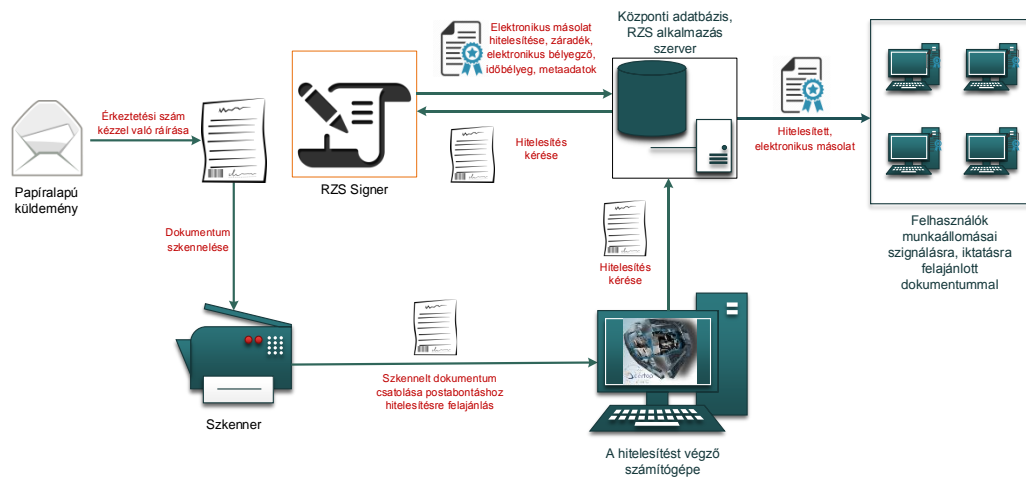 Elektronikus másolat
hitelesítése, záradék,
elektronikus bélyegző,
időbélyeg, metaadatok
Központi adatbázis,
RZS alkalmazás
szerver
Érkeztetési szám
kézzel való ráírása
Papíralapú
küldemény
RZS Signer
Hitelesítés
kérése
Hitelesített,
elektronikus másolat
Felhasználók
munkaállomásai
szignálásra, iktatásra
felajánlott
dokumentummal
Dokumentum
szkennelése
Hitelesítés
kérése
Szkenner
Szkennelt dokumentum
csatolása postabontáshoz
hitelesítésre felajánlás
A hitelesítést végző
számítógépe